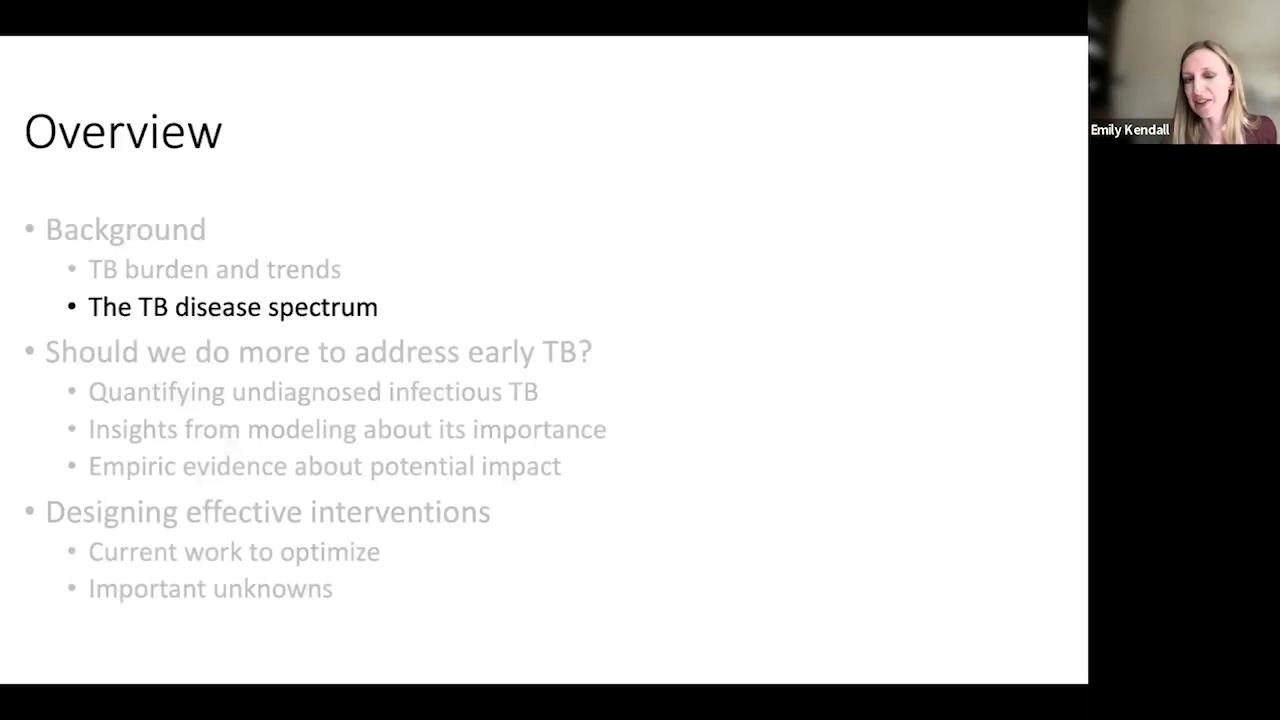 Overview
• Background
• TB burden and trends
• The TB disease spectrum
• Should we do more to address early TB?
• Quantifying undiagnosed infectious TB
• Insights from modeling about its importance
• Empiric evidence about potential impact
• Designing effective interventions
• Current work to optimize
• Important unknowns
Emily Kendall